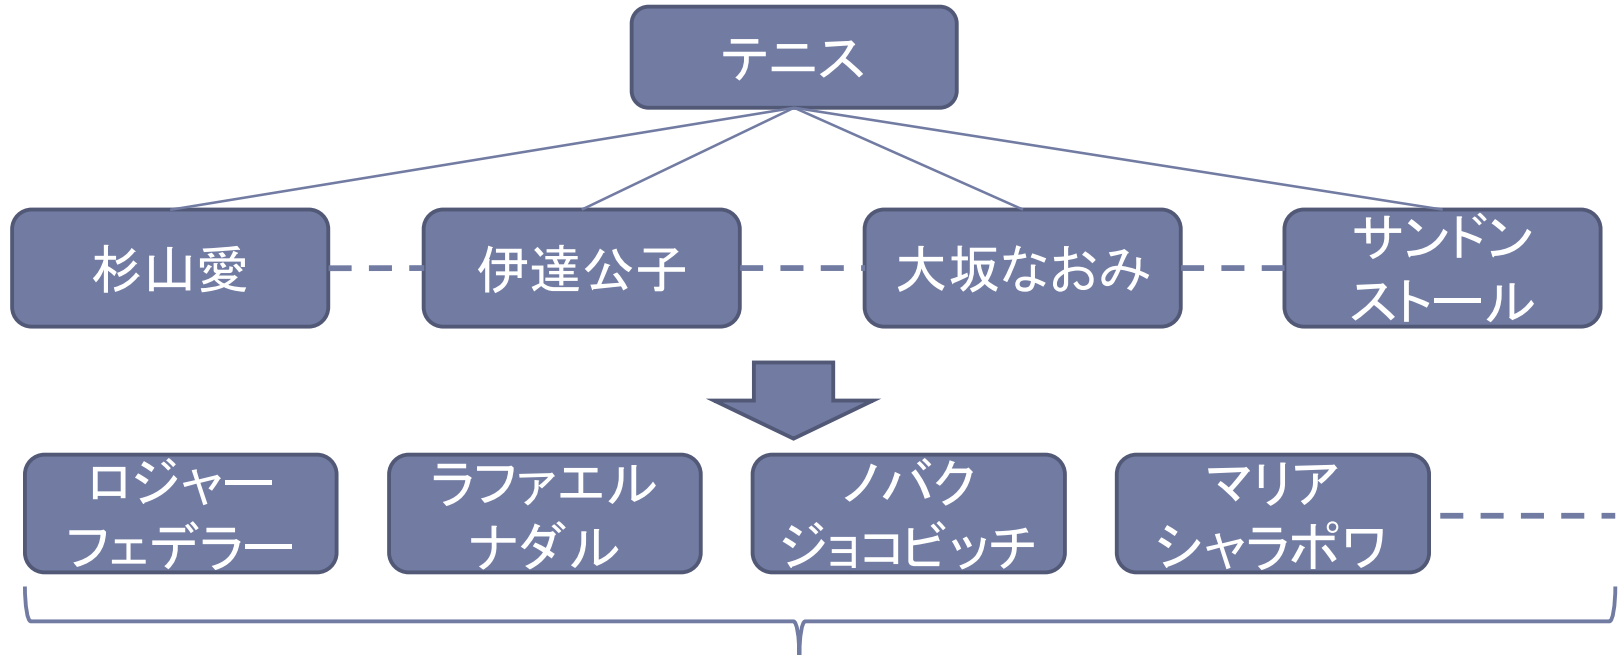 テニス
杉山愛
伊達公子
大坂なおみ
サンドン
ストール
ロジャー
フェデラー
ラファエル
ナダル
ノバク
ジョコビッチ
マリア
シャラポワ